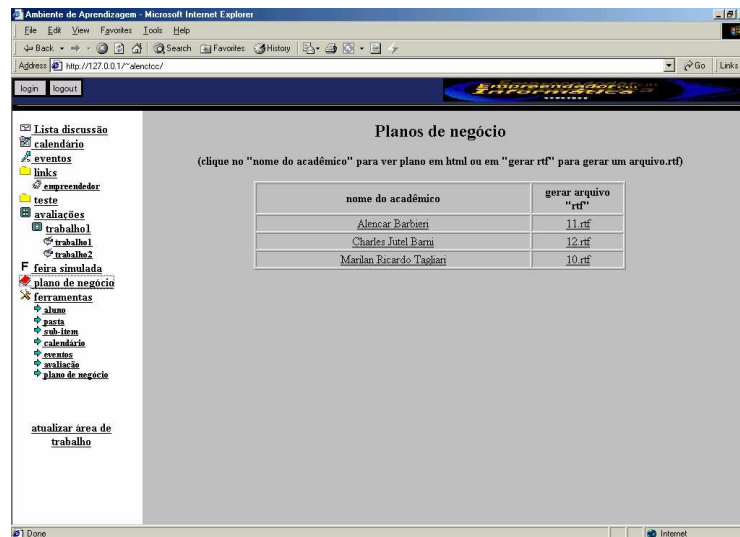 Ambiente de Aprendizagem - Microsoft Internet Explorer
File Edit View Favorites Tools Help
Back Search Favorites History
Address http://127.0.0.1/~alenctcc/ Go Links
login logout
Empreendedor em
Informática
Lista discussão
calendário
eventos
links
empreendedor
teste
avaliações
trabalho1
trabalho1
trabalho2
F feira simulada
plano de negócio
ferramentas
aluno
pasta
sub-item
calendário
eventos
avaliação
plano de negócio
atualizar área de
trabalho
Planos de negócio
(clique no "nome do acadêmico" para ver plano em html ou em "gerar rtf" para gerar um arquivo.rtf)
nome do acadêmico gerar arquivo "rtf"
Alencar Barbieri 11.rtf
Charles Jutel Barni 12.rtf
Marilan Ricardo Tagliari 10.rtf
Done Internet